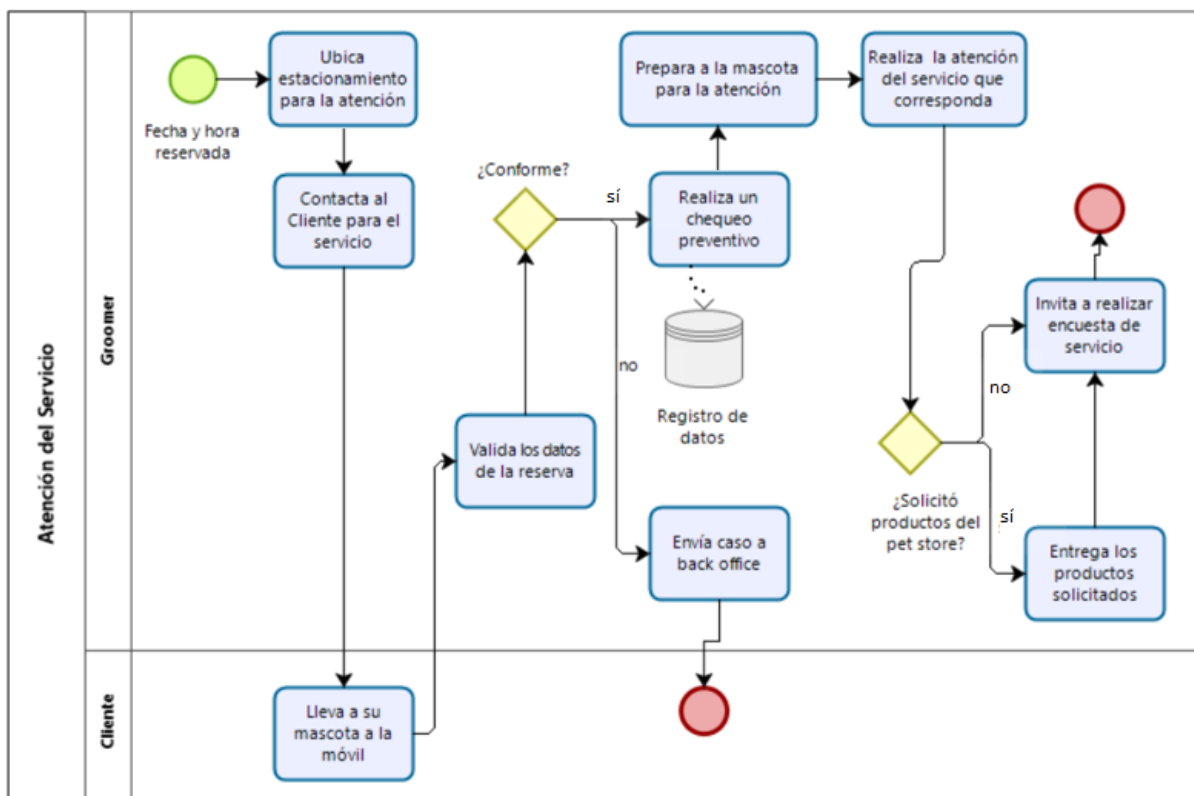 Atención del Servicio
Groomer
Cliente
Fecha y hora
reservada
Ubica
estacionamiento
para la atención
Contacta al
Cliente para el
servicio
Lleva a su
mascota a la
móvil
Valida los datos
de la reserva
¿Conforme?
sí
no
Realiza un
chequeo
preventivo
Registro de
datos
Envía caso a
back office
Prepara a la mascota
para la atención
Realiza la atención
del servicio que
corresponda
¿Solicitó
productos del
pet store?
no
sí
Entrega los
productos
solicitados
Invita a realizar
encuesta de
servicio